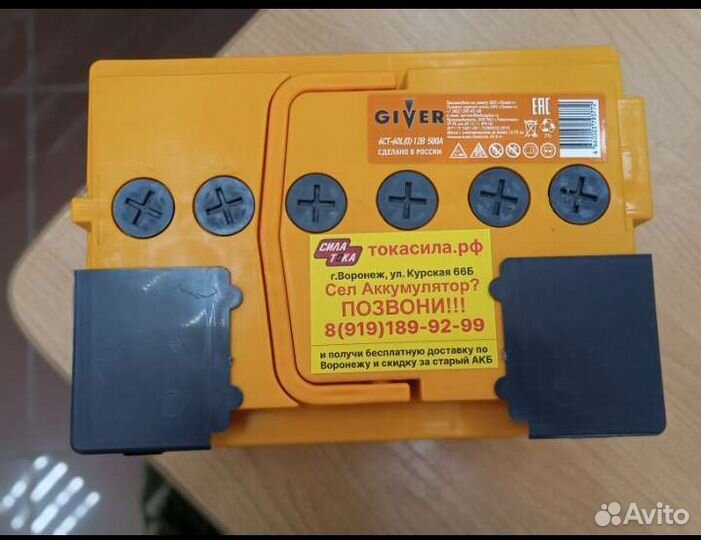 GIVER
6СТ-60L(0) 12В 500А
СДЕЛАНО В РОССИИ
EAC
СИЛА ТОКА
токасила.рф
г.Воронеж, ул. Курская 66Б
Сел Аккумулятор?
ПОЗВОНИ!!!
8(919)189-92-99
и получи бесплатную доставку по
Воронежу и скидку за старый АКБ
Avito